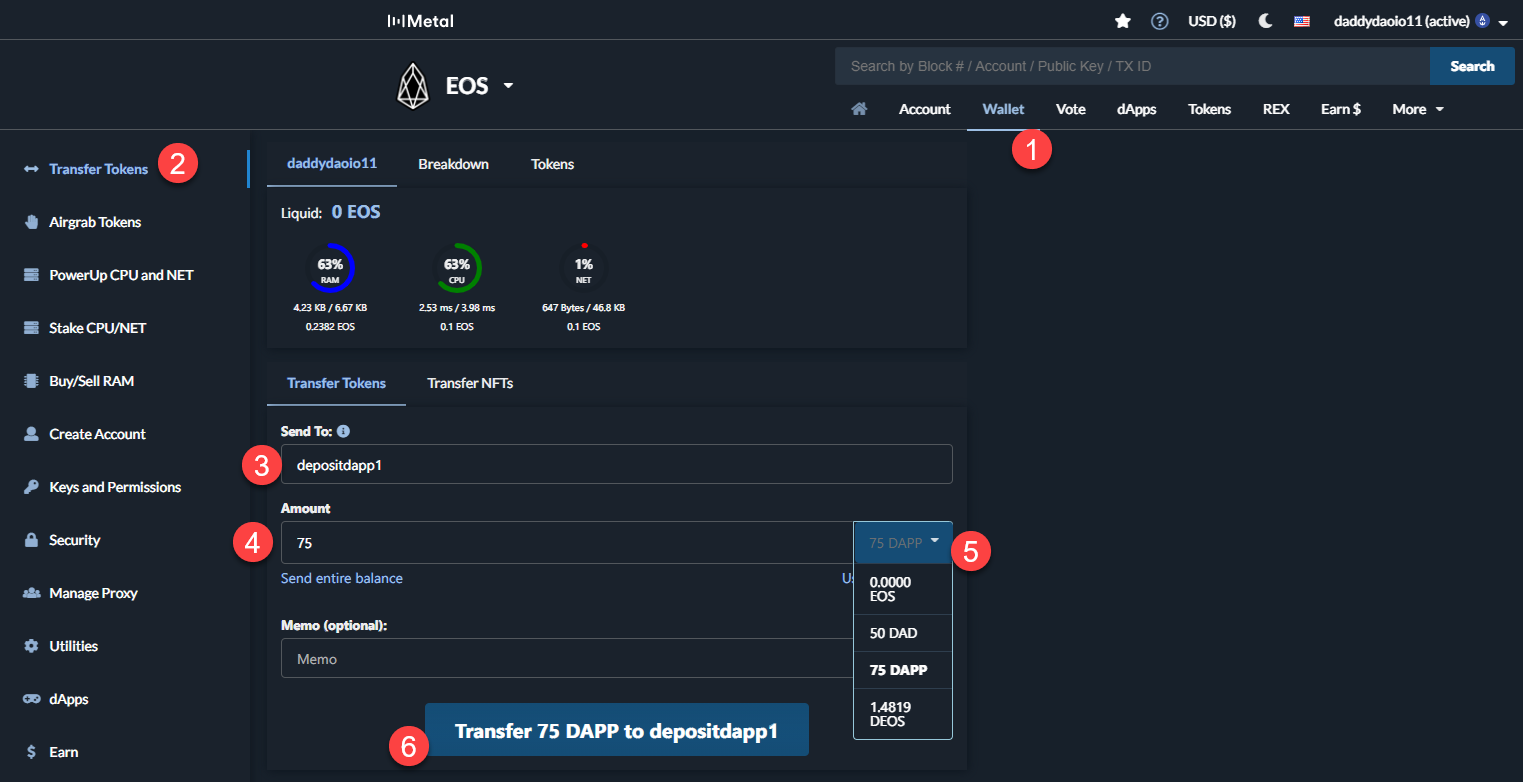 Metal
USD ($)
daddydaoio11 (active)
EOS
Search by Block # / Account / Public Key / TX ID
Search
Account
Wallet
Vote
dApps
Tokens
REX
Earn $
More
1
Transfer Tokens
2
Airgrab Tokens
PowerUp CPU and NET
Stake CPU/NET
Buy/Sell RAM
Create Account
Keys and Permissions
Security
Manage Proxy
Utilities
dApps
$ Earn
daddydaoio11
Breakdown
Tokens
Liquid: 0 EOS
63%
RAM
4.23 KB / 6.67 KB
0.2382 EOS
63%
CPU
2.53 ms / 3.98 ms
0.1 EOS
1%
NET
647 Bytes / 46.8 KB
0.1 EOS
Transfer Tokens
Transfer NFTs
Send To:
3
depositdapp1
Amount
4
75
75 DAPP
5
Send entire balance
0.0000
EOS
50 DAD
75 DAPP
1.4819
DEOS
Memo (optional):
Memo
6
Transfer 75 DAPP to depositdapp1